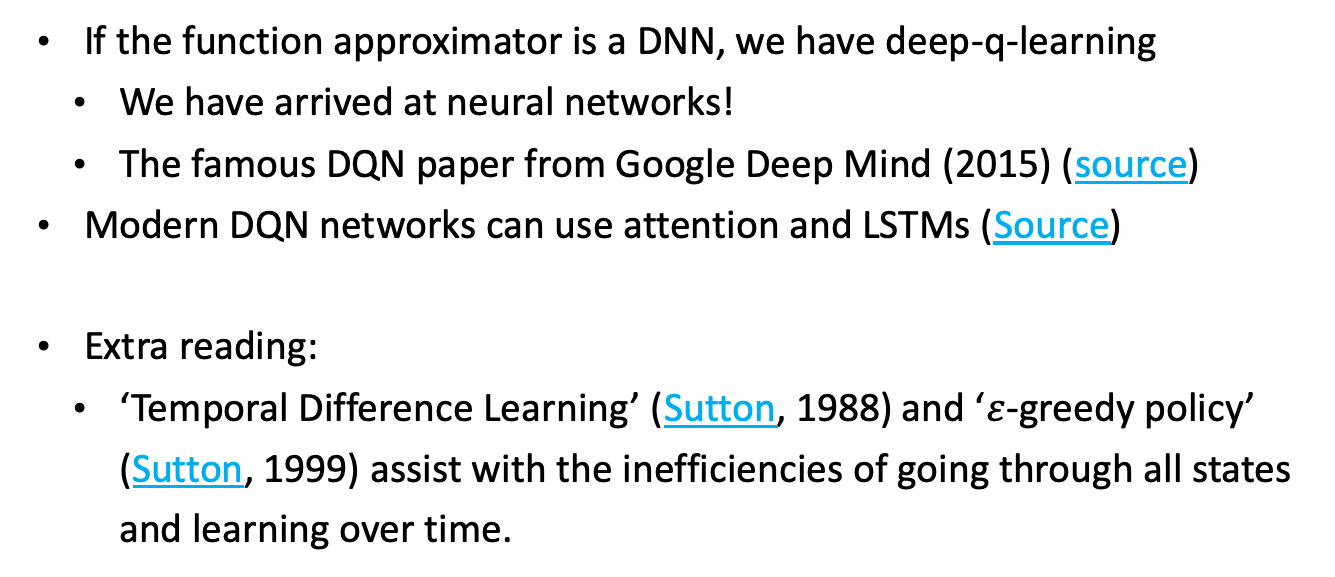 • If the function approximator is a DNN, we have deep-q-learning
• We have arrived at neural networks!
• The famous DQN paper from Google Deep Mind (2015) (source)
• Modern DQN networks can use attention and LSTMs (Source)
• Extra reading:
• ‘Temporal Difference Learning’ (Sutton, 1988) and ‘𝜀-greedy policy’
(Sutton, 1999) assist with the inefficiencies of going through all states
and learning over time.